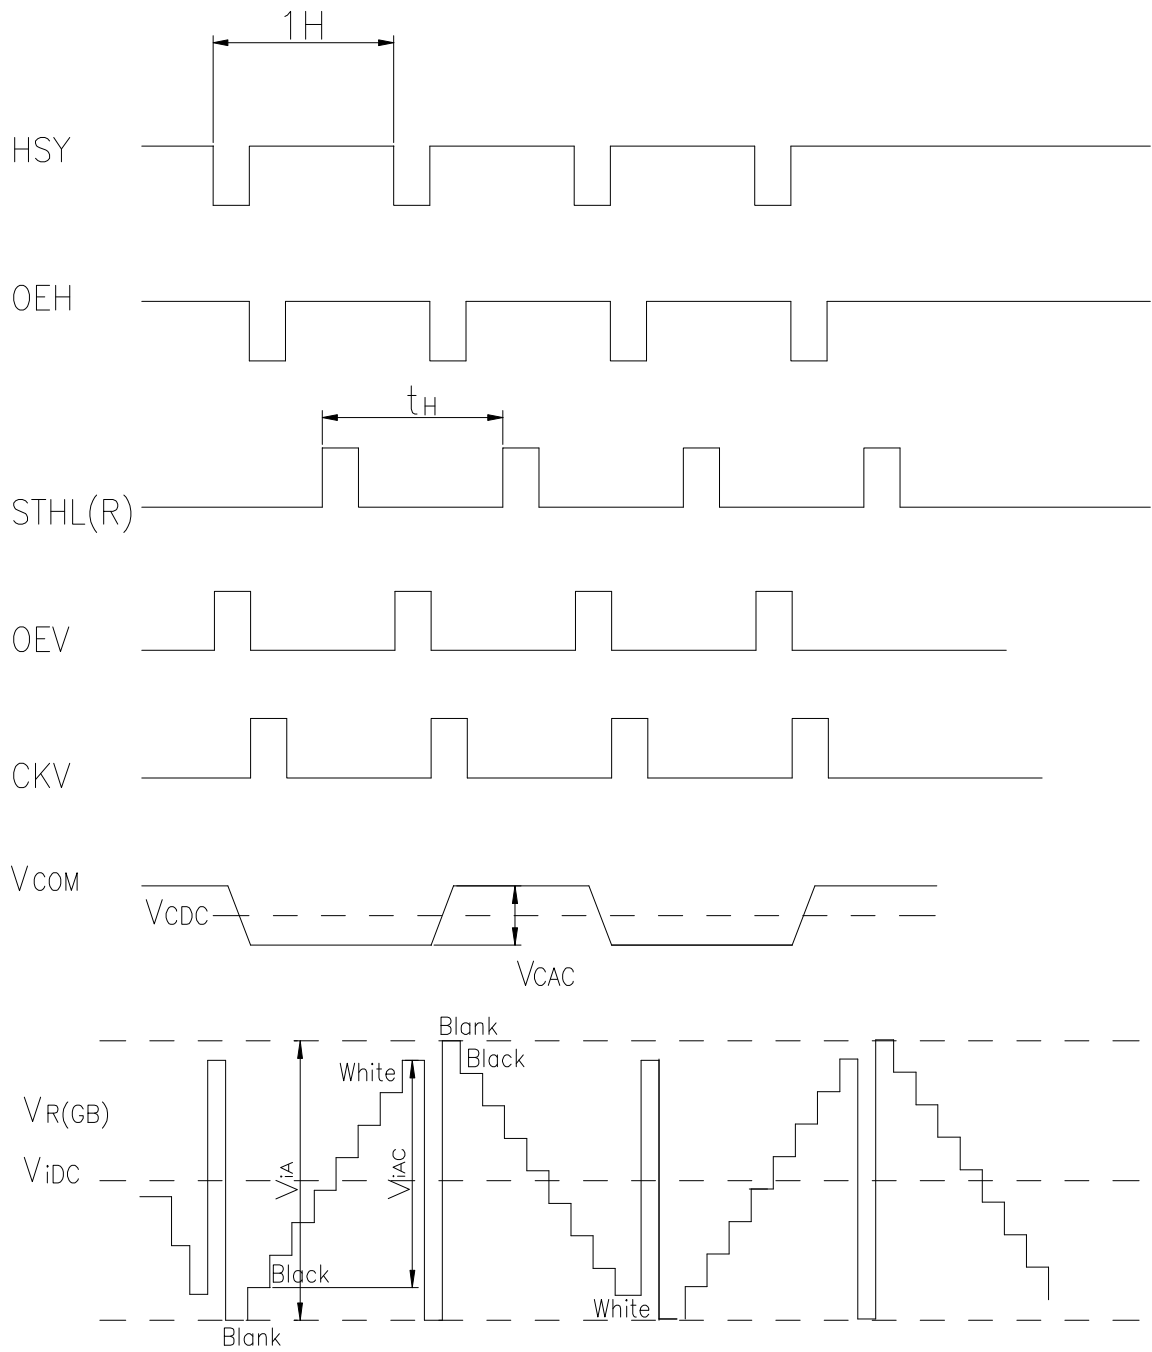 1H
HSY
OEH
tH
STHL(R)
OEV
CKV
VCOM
VCDC
VCAC
Blank
Black
White
VR(GB)
ViDC
ViA
ViAC
Black
White
Blank